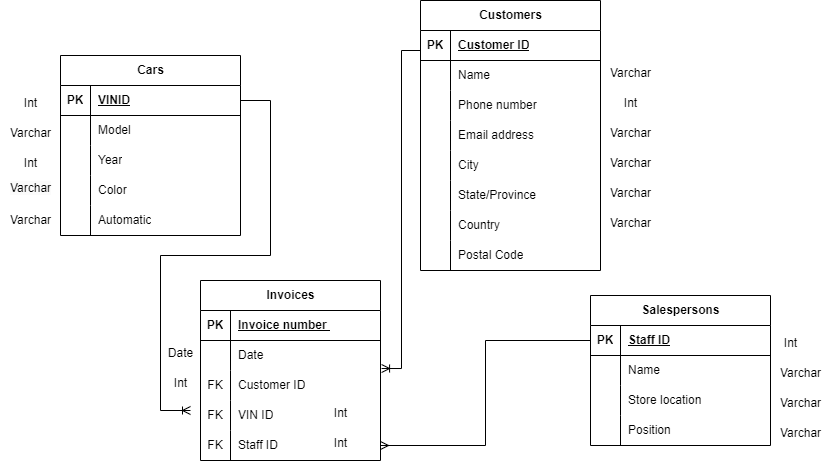 Customers
PK Customer ID
Name Varchar
Phone number Int
Email address Varchar
City Varchar
State/Province Varchar
Country Varchar
Postal Code
Cars
Int PK VINID
Varchar Model
Int Year
Varchar Color
Varchar Automatic
Invoices
PK Invoice number
Date Date
Int FK Customer ID
FK VIN ID Int
FK Staff ID Int
Salespersons
PK Staff ID Int
Name Varchar
Store location Varchar
Position Varchar